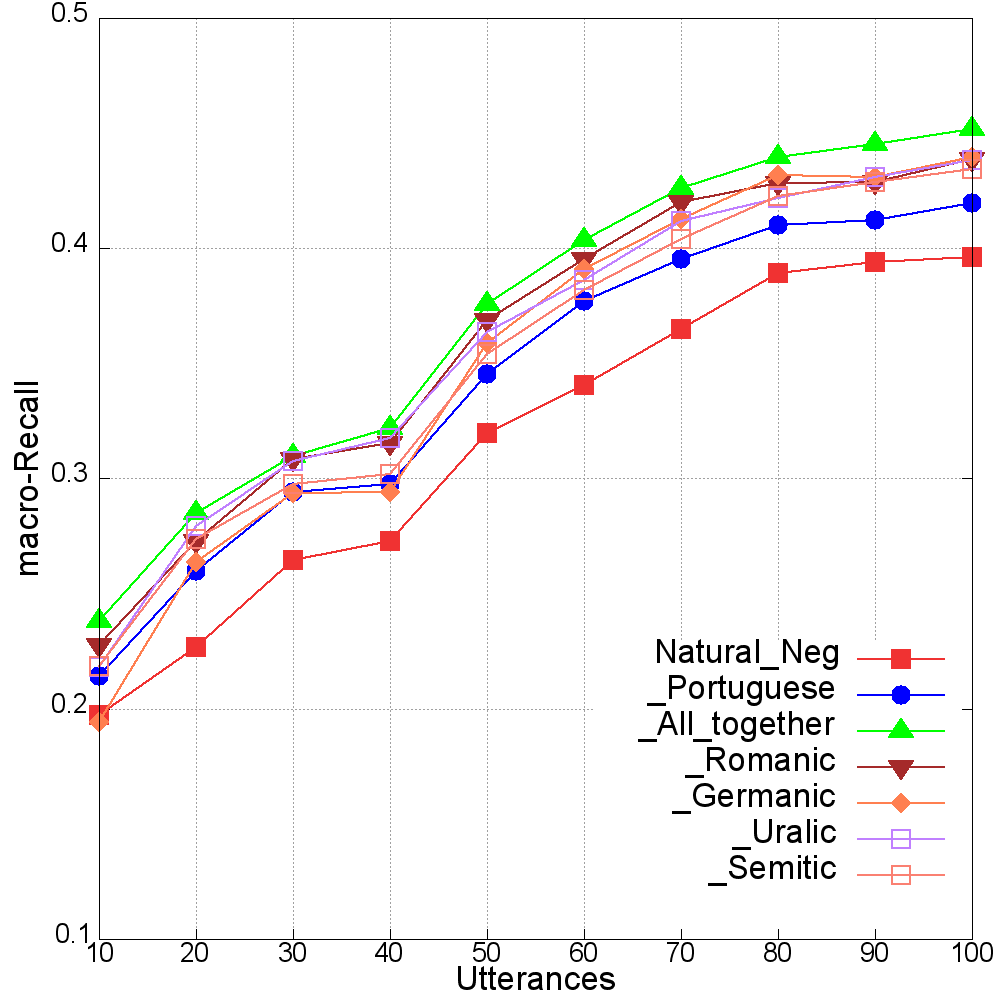 0.5
0.4
0.3
0.2
0.1
macro-Recall
Natural_Neg
_Portuguese
_All_together
_Romanic
_Germanic
_Uralic
_Semitic
10 20 30 40 50 60 70 80 90 100
Utterances